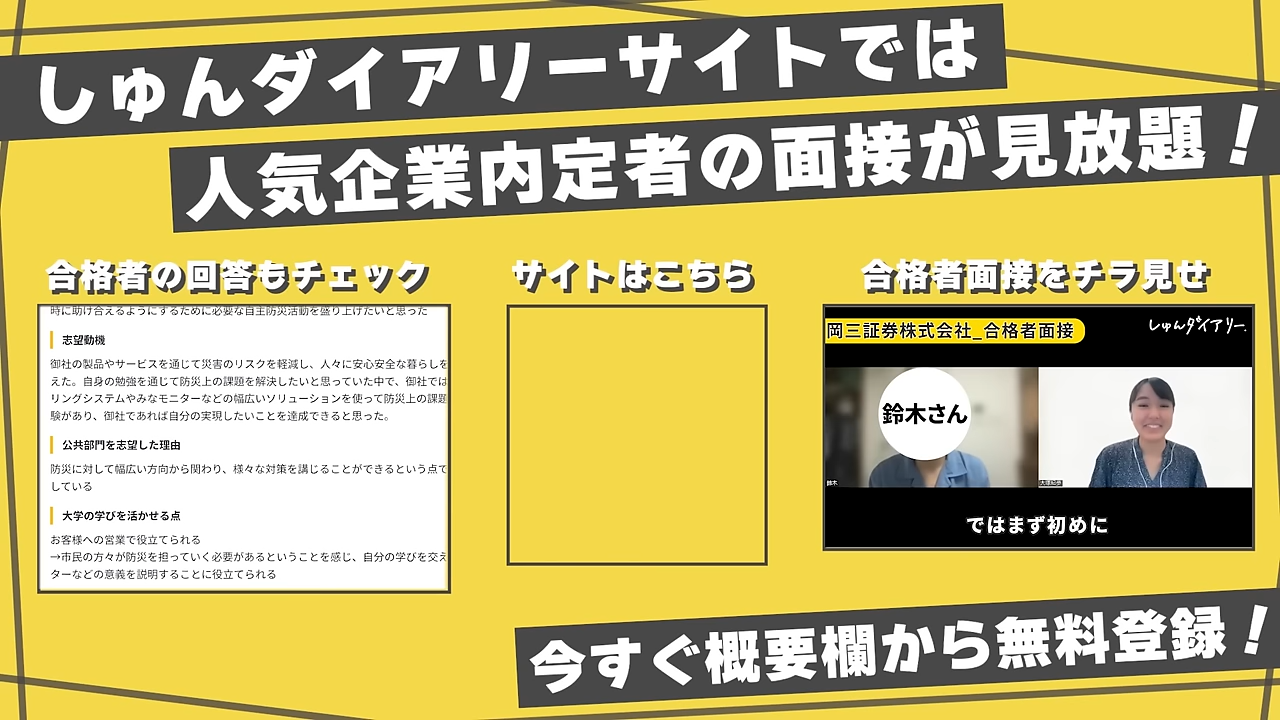 しゅんダイアリーサイトでは
人気企業内定者の面接が見放題!
合格者の回答もチェック
時に助け合えるようにするために必要な自主防災活動を盛り上げたいと思った
志望動機
御社の製品やサービスを通じて災害のリスクを軽減し、人々に安心安全な暮らしを
えた。自身の勉強を通じて防災上の課題を解決したいと思っていた中で、御社では
リングシステムやみなモニターなどの幅広いソリューションを使って防災上の課題
験があり、御社であれば自分の実現したいことを達成できると思った。
公共部門を志望した理由
防災に対して幅広い方向から関わり、様々な対策を講じることができるという点で
している
大学の学びを活かせる点
お客様への営業で役立てられる
→市民の方々が防災を担っていく必要があるということを感じ、自分の学びを交え
ターなどの意義を説明することに役立てられる
サイトはこちら
合格者面接をチラ見せ
岡三証券株式会社_合格者面接
しゅんダイアリー.
鈴木さん
鈴木
ではまず初めに
今すぐ概要欄から無料登録!